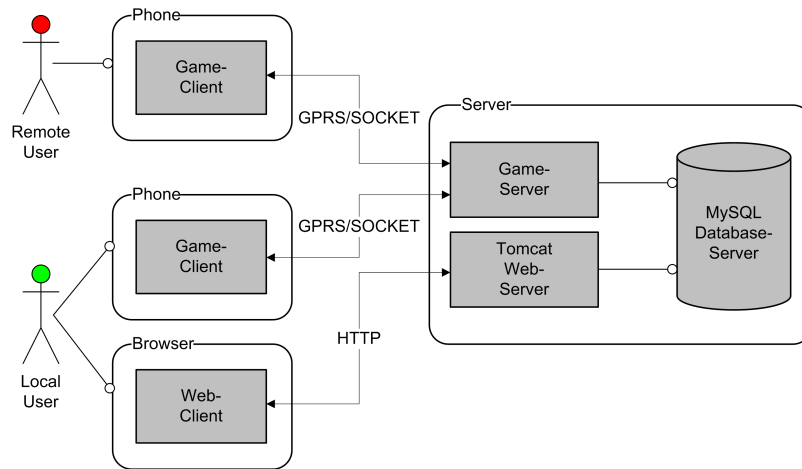 Phone
Game-
Client
Remote
User
GPRS/SOCKET
Server
Game-
Server
MySQL
Database-
Server
Phone
Game-
Client
GPRS/SOCKET
Tomcat
Web-
Server
Local
User
Browser
Web-
Client
HTTP